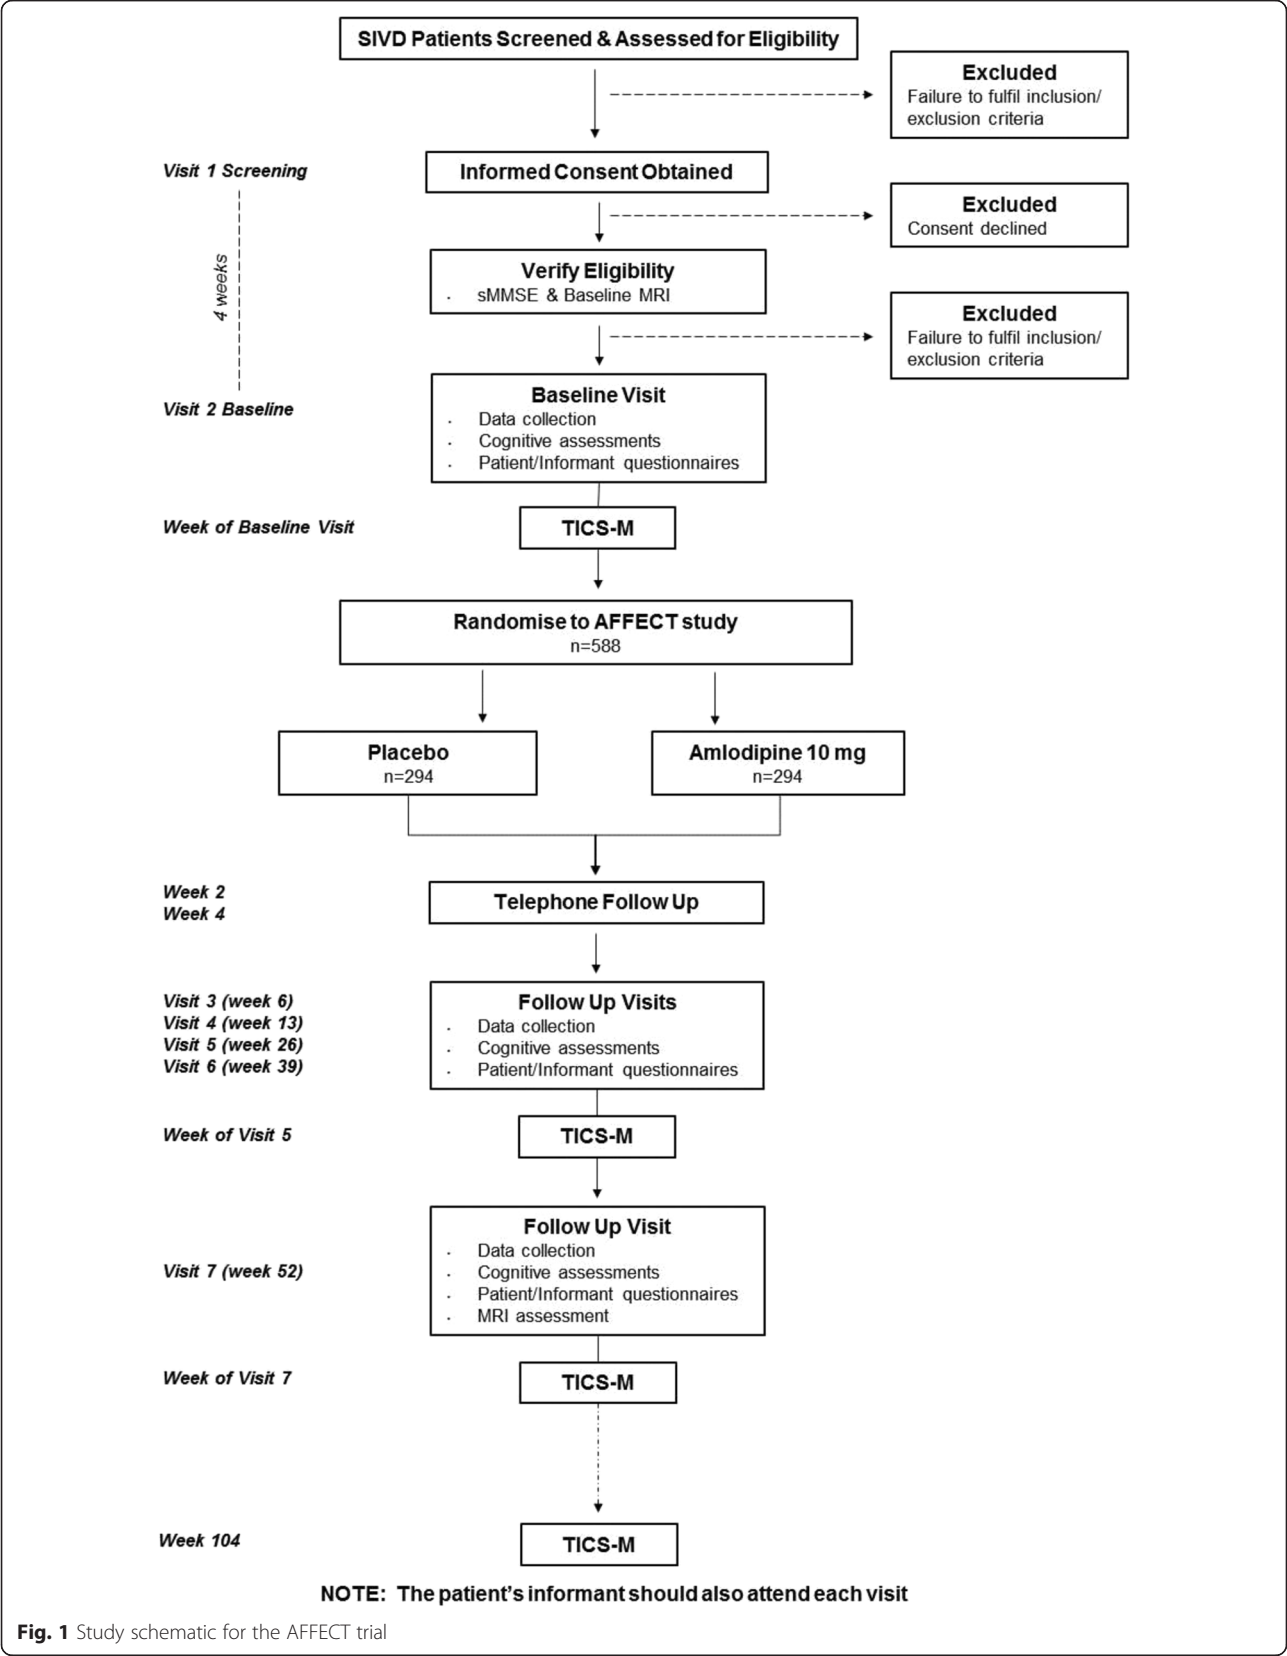 SIVD Patients Screened & Assessed for Eligibility
Excluded
Failure to fulfil inclusion/
exclusion criteria
Visit 1 Screening
Informed Consent Obtained
Excluded
Consent declined
4 weeks
Verify Eligibility
· sMMSE & Baseline MRI
Excluded
Failure to fulfil inclusion/
exclusion criteria
Visit 2 Baseline
Baseline Visit
· Data collection
· Cognitive assessments
· Patient/Informant questionnaires
Week of Baseline Visit
TICS-M
Randomise to AFFECT study
n=588
Placebo
n=294
Amlodipine 10 mg
n=294
Week 2
Week 4
Telephone Follow Up
Visit 3 (week 6)
Visit 4 (week 13)
Visit 5 (week 26)
Visit 6 (week 39)
Follow Up Visits
· Data collection
· Cognitive assessments
· Patient/Informant questionnaires
Week of Visit 5
TICS-M
Visit 7 (week 52)
Follow Up Visit
· Data collection
· Cognitive assessments
· Patient/Informant questionnaires
· MRI assessment
Week of Visit 7
TICS-M
Week 104
TICS-M
NOTE: The patient's informant should also attend each visit
Fig. 1 Study schematic for the AFFECT trial